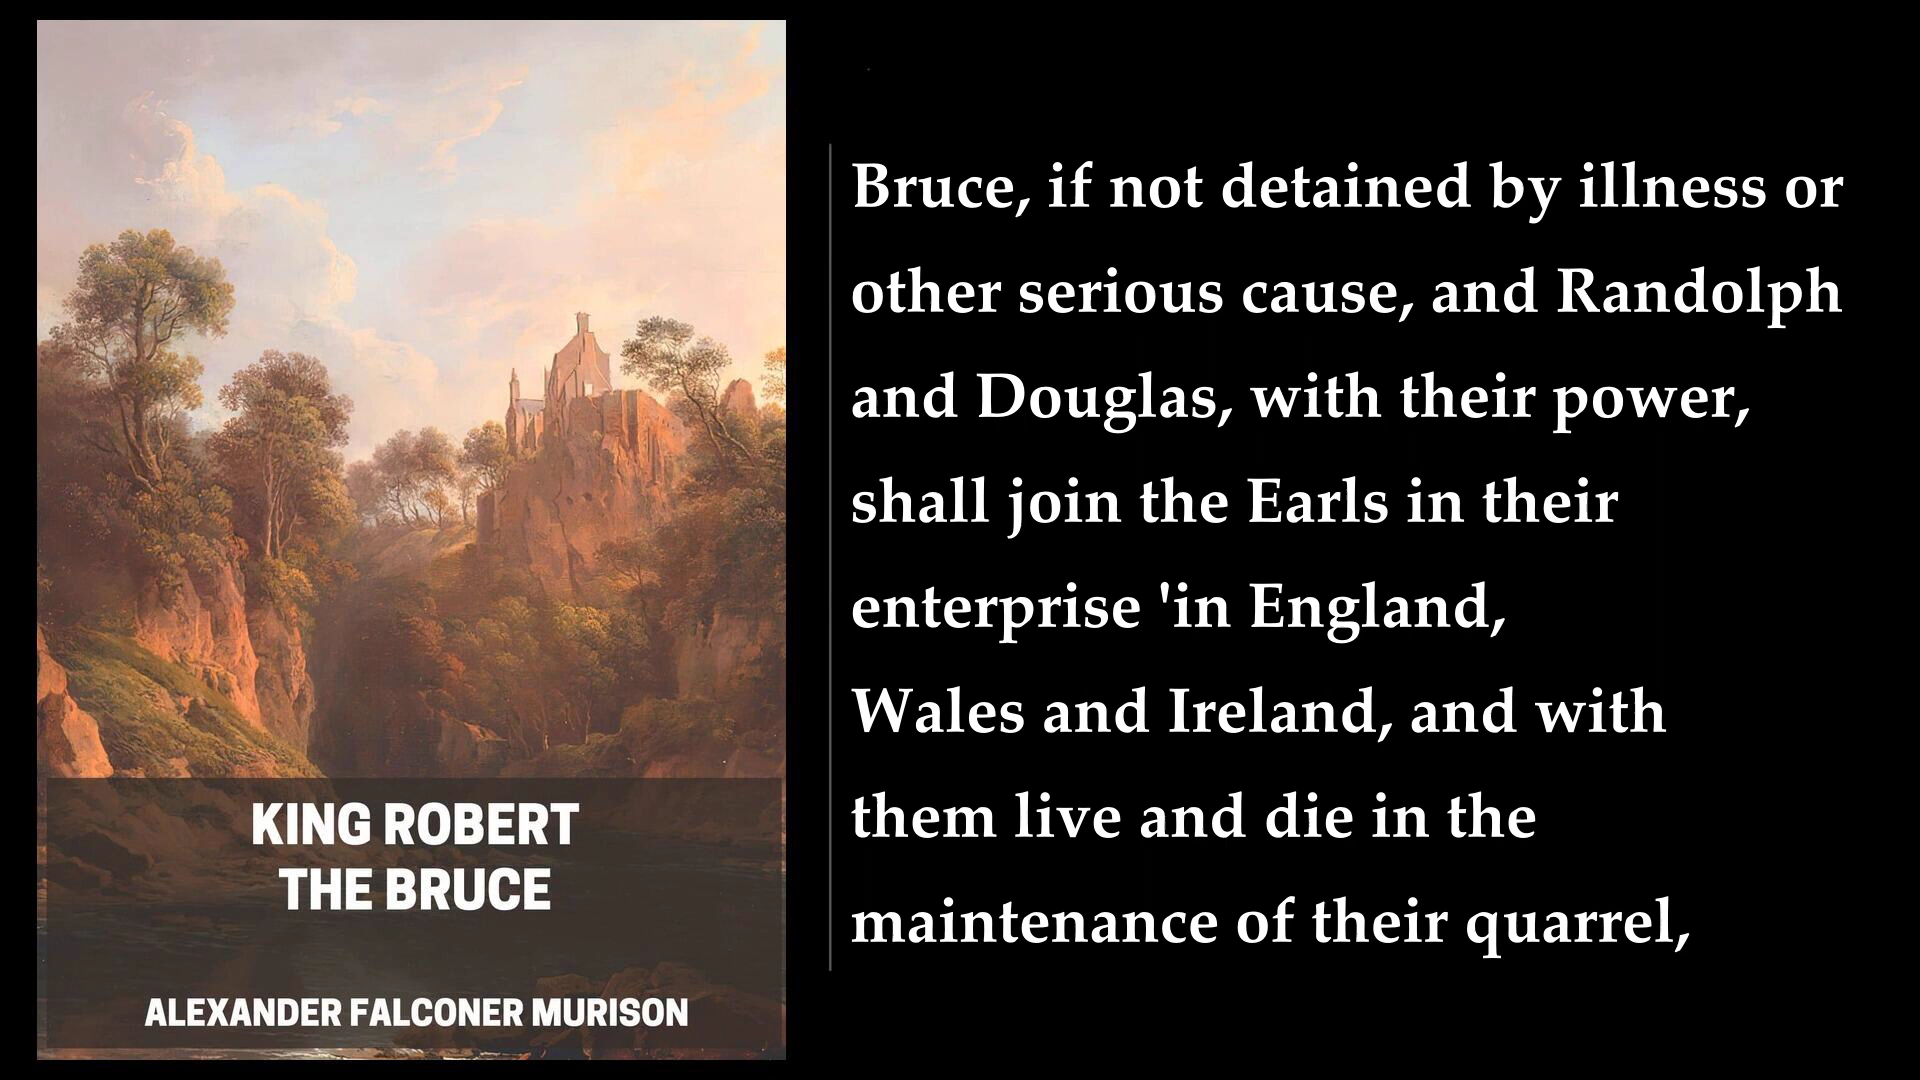 KING ROBERT
THE BRUCE
ALEXANDER FALCONER MURISON
Bruce, if not detained by illness or
other serious cause, and Randolph
and Douglas, with their power,
shall join the Earls in their
enterprise 'in England,
Wales and Ireland, and with
them live and die in the
maintenance of their quarrel,